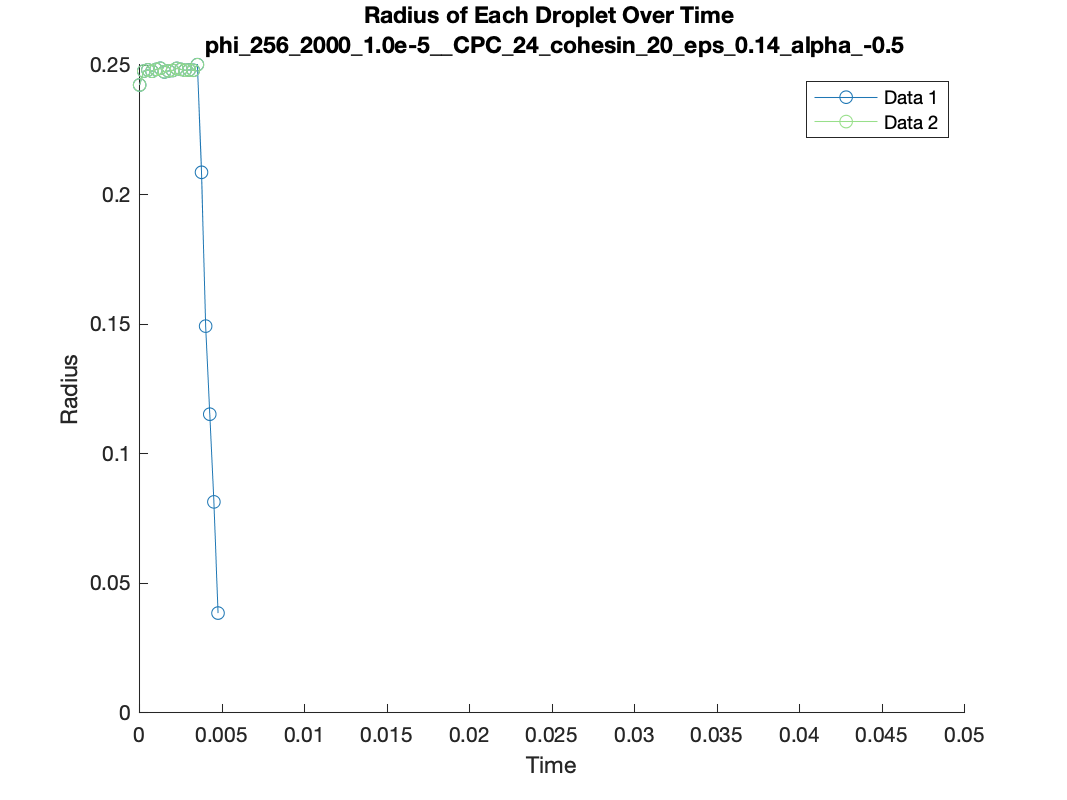 Radius of Each Droplet Over Time
phi_256_2000_1.0e-5__CPC_24_cohesin_20_eps_0.14_alpha_-0.5
Data 1
Data 2
0.25
0.2
0.15
0.1
0.05
0
Radius
0 0.005 0.01 0.015 0.02 0.025 0.03 0.035 0.04 0.045 0.05
Time